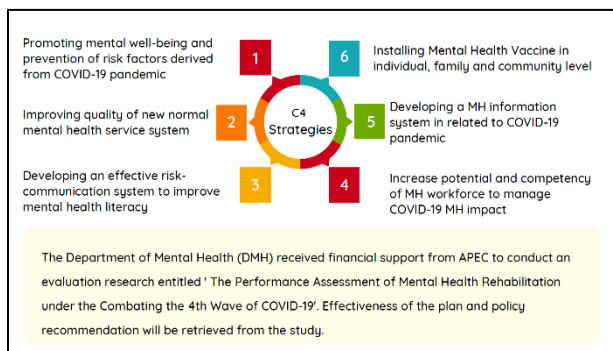 Promoting mental well-being and
prevention of risk factors derived
from COVID-19 pandemic
1
Improving quality of new normal
mental health service system
2
Developing an effective risk-
communication system to improve
mental health literacy
3
C4
Strategies
6
Installing Mental Health Vaccine in
individual, family and community level
5
Developing a MH information
system in related to COVID-19
pandemic
4
Increase potential and competency
of MH workforce to manage
COVID-19 MH impact
The Department of Mental Health (DMH) received financial support from APEC to conduct an
evaluation research entitled ' The Performance Assessment of Mental Health Rehabilitation
under the Combating the 4th Wave of COVID-19'. Effectiveness of the plan and policy
recommendation will be retrieved from the study.